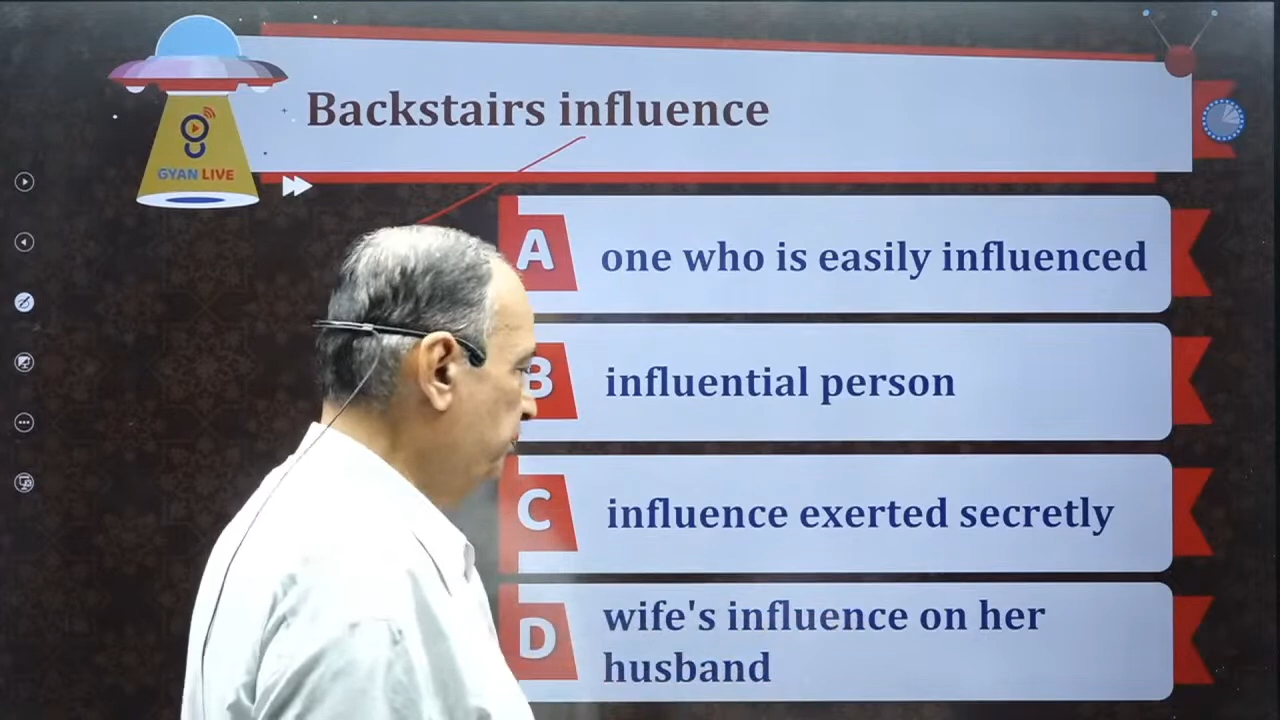 Backstairs influence
GYAN LIVE
A
one who is easily influenced
B
influential person
C
influence exerted secretly
D
wife's influence on her
husband